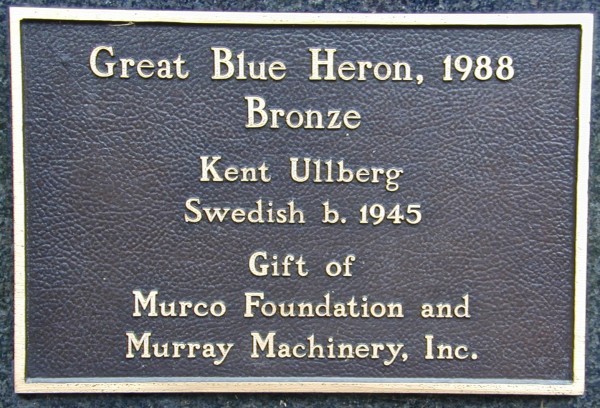 Great Blue Heron, 1988
Bronze
Kent Ullberg
Swedish b. 1945
Gift of
Murco Foundation and
Murray Machinery, Inc.